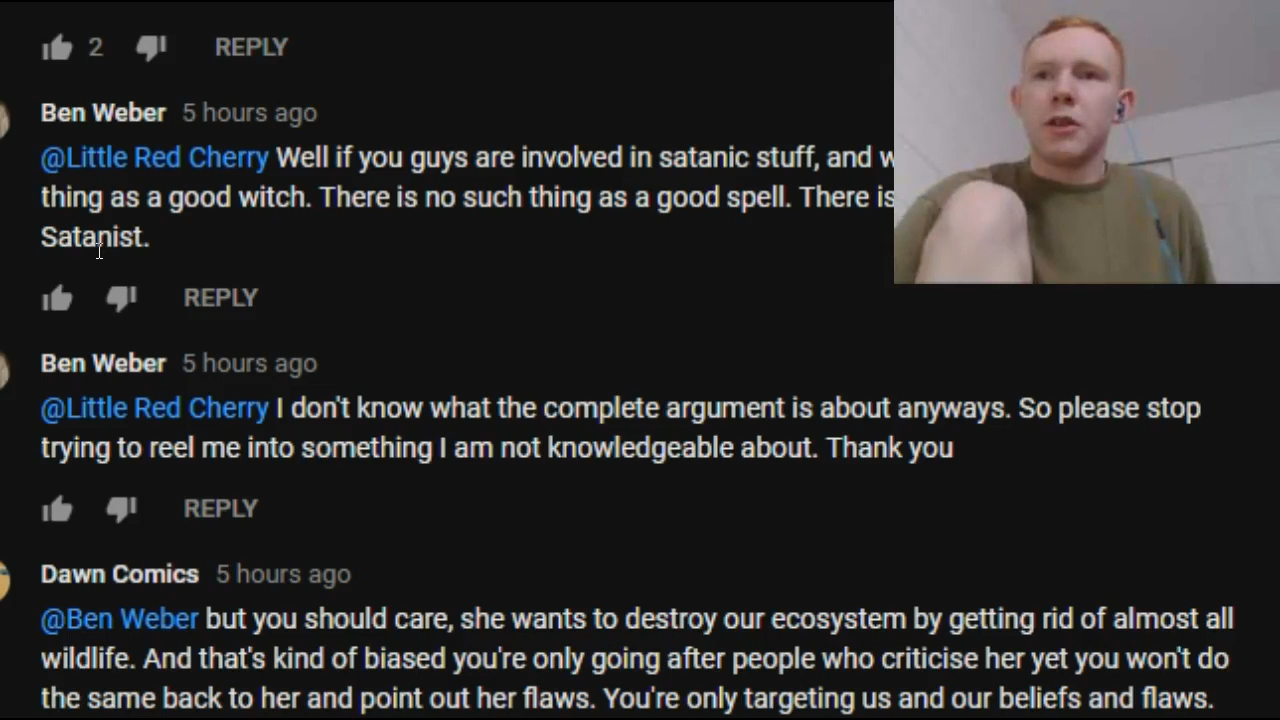 2 REPLY
Ben Weber 5 hours ago
@Little Red Cherry Well if you guys are involved in satanic stuff, and
thing as a good witch. There is no such thing as a good spell. There is
Satanist.
REPLY
Ben Weber 5 hours ago
@Little Red Cherry I don't know what the complete argument is about anyways. So please stop
trying to reel me into something I am not knowledgeable about. Thank you
REPLY
Dawn Comics 5 hours ago
@Ben Weber but you should care, she wants to destroy our ecosystem by getting rid of almost all
wildlife. And that's kind of biased you're only going after people who criticise her yet you won't do
the same back to her and point out her flaws. You're only targeting us and our beliefs and flaws.